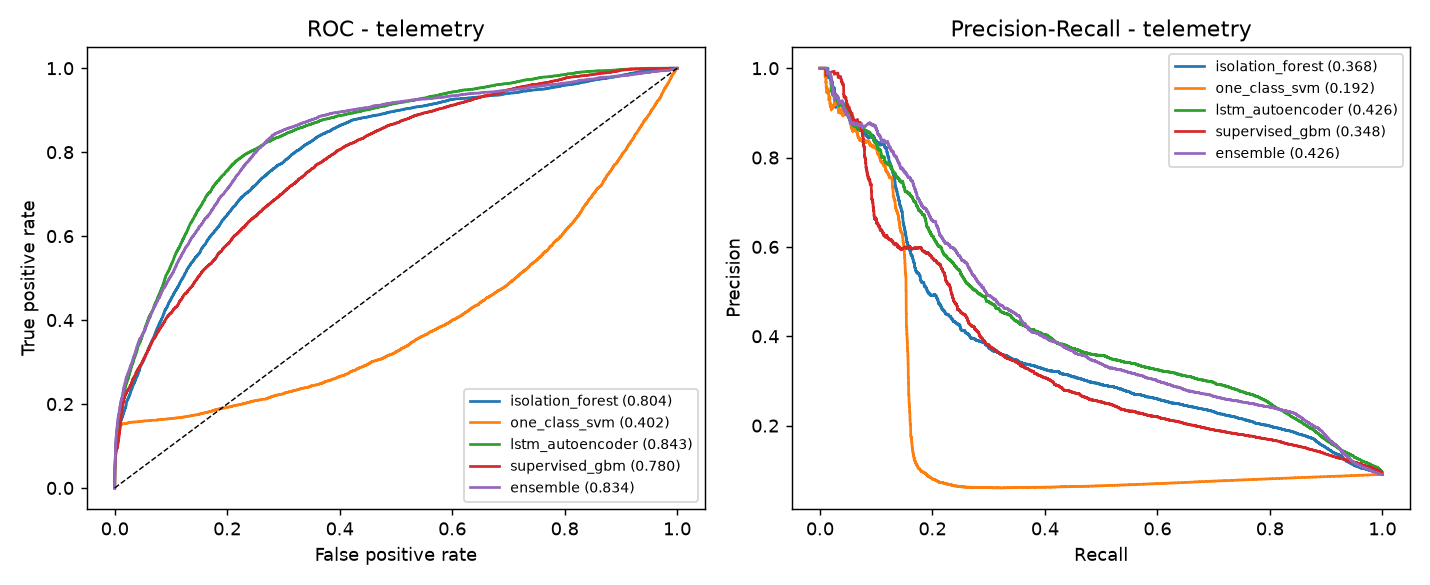 ROC - telemetry
True positive rate
1.0
0.8
0.6
0.4
0.2
0.0
0.0 0.2 0.4 0.6 0.8 1.0
False positive rate
isolation_forest (0.804)
one_class_svm (0.402)
lstm_autoencoder (0.843)
supervised_gbm (0.780)
ensemble (0.834)
Precision-Recall - telemetry
Precision
1.0
0.8
0.6
0.4
0.2
0.0 0.2 0.4 0.6 0.8 1.0
Recall
isolation_forest (0.368)
one_class_svm (0.192)
lstm_autoencoder (0.426)
supervised_gbm (0.348)
ensemble (0.426)